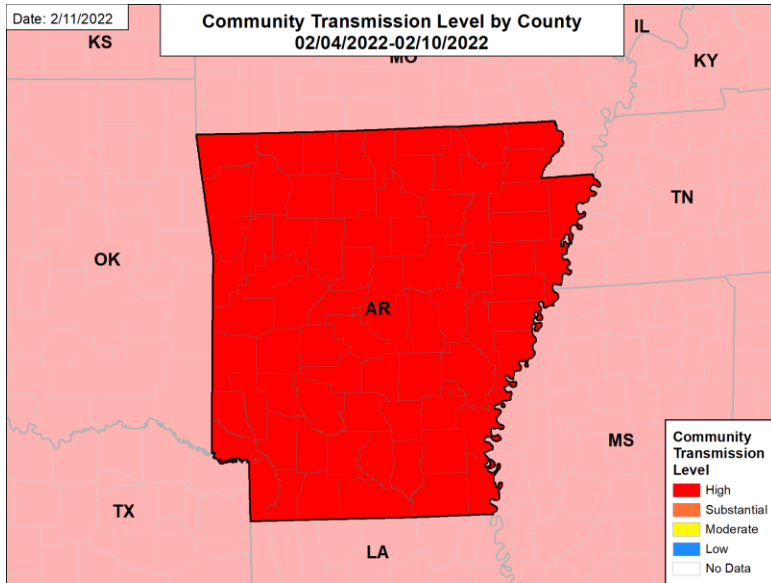 Date: 2/11/2022
Community Transmission Level by County
02/04/2022-02/10/2022
KS
MO
IL
KY
TN
OK
AR
MS
TX
LA
Community
Transmission
Level
High
Substantial
Moderate
Low
No Data